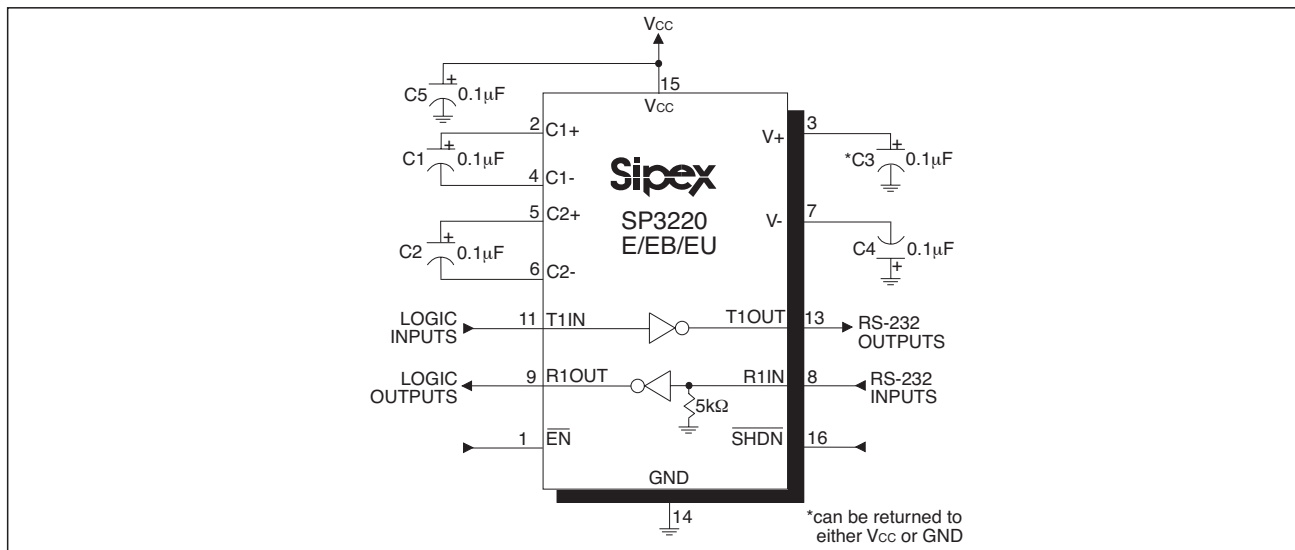 Vcc
15
Vcc
C5
+
0.1µF
2
C1+
C1
+
0.1µF
4
C1-
5
C2+
C2
+
0.1µF
6
C2-
V+
3
*C3
+
0.1µF
V-
7
C4
0.1µF
+
Sipex
SP3220
E/EB/EU
LOGIC
INPUTS
11
T1IN
T1OUT
13
RS-232
OUTPUTS
LOGIC
OUTPUTS
9
R1OUT
R1IN
8
RS-232
INPUTS
5kΩ
1
EN
SHDN
16
GND
14
*can be returned to
either Vcc or GND